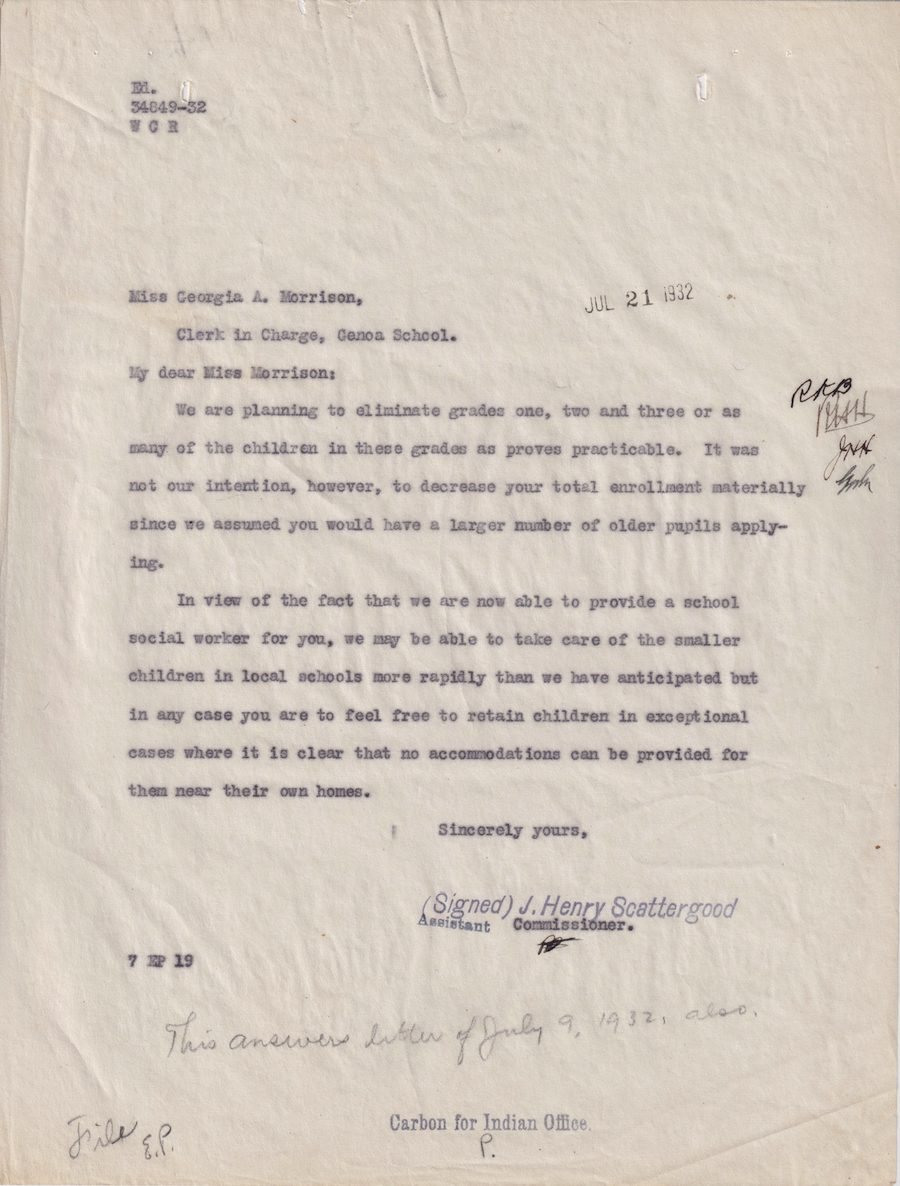 Ed.
34849-32
W C R
Miss Georgia A. Morrison,
JUL 21 1932
Clerk in Charge, Genoa School.
My dear Miss Morrison:
We are planning to eliminate grades one, two and three or as
many of the children in these grades as proves practicable. It was
not our intention, however, to decrease your total enrollment materially
since we assumed you would have a larger number of older pupils apply-
ing.
In view of the fact that we are now able to provide a school
social worker for you, we may be able to take care of the smaller
children in local schools more rapidly than we have anticipated but
in any case you are to feel free to retain children in exceptional
cases where it is clear that no accommodations can be provided for
them near their own homes.
Sincerely yours,
(Signed) J. Henry Scattergood
Assistant Commissioner.
7 EP 19
This answers letter of July 9, 1932, also.
Carbon for Indian Office.
P.
File E.P.